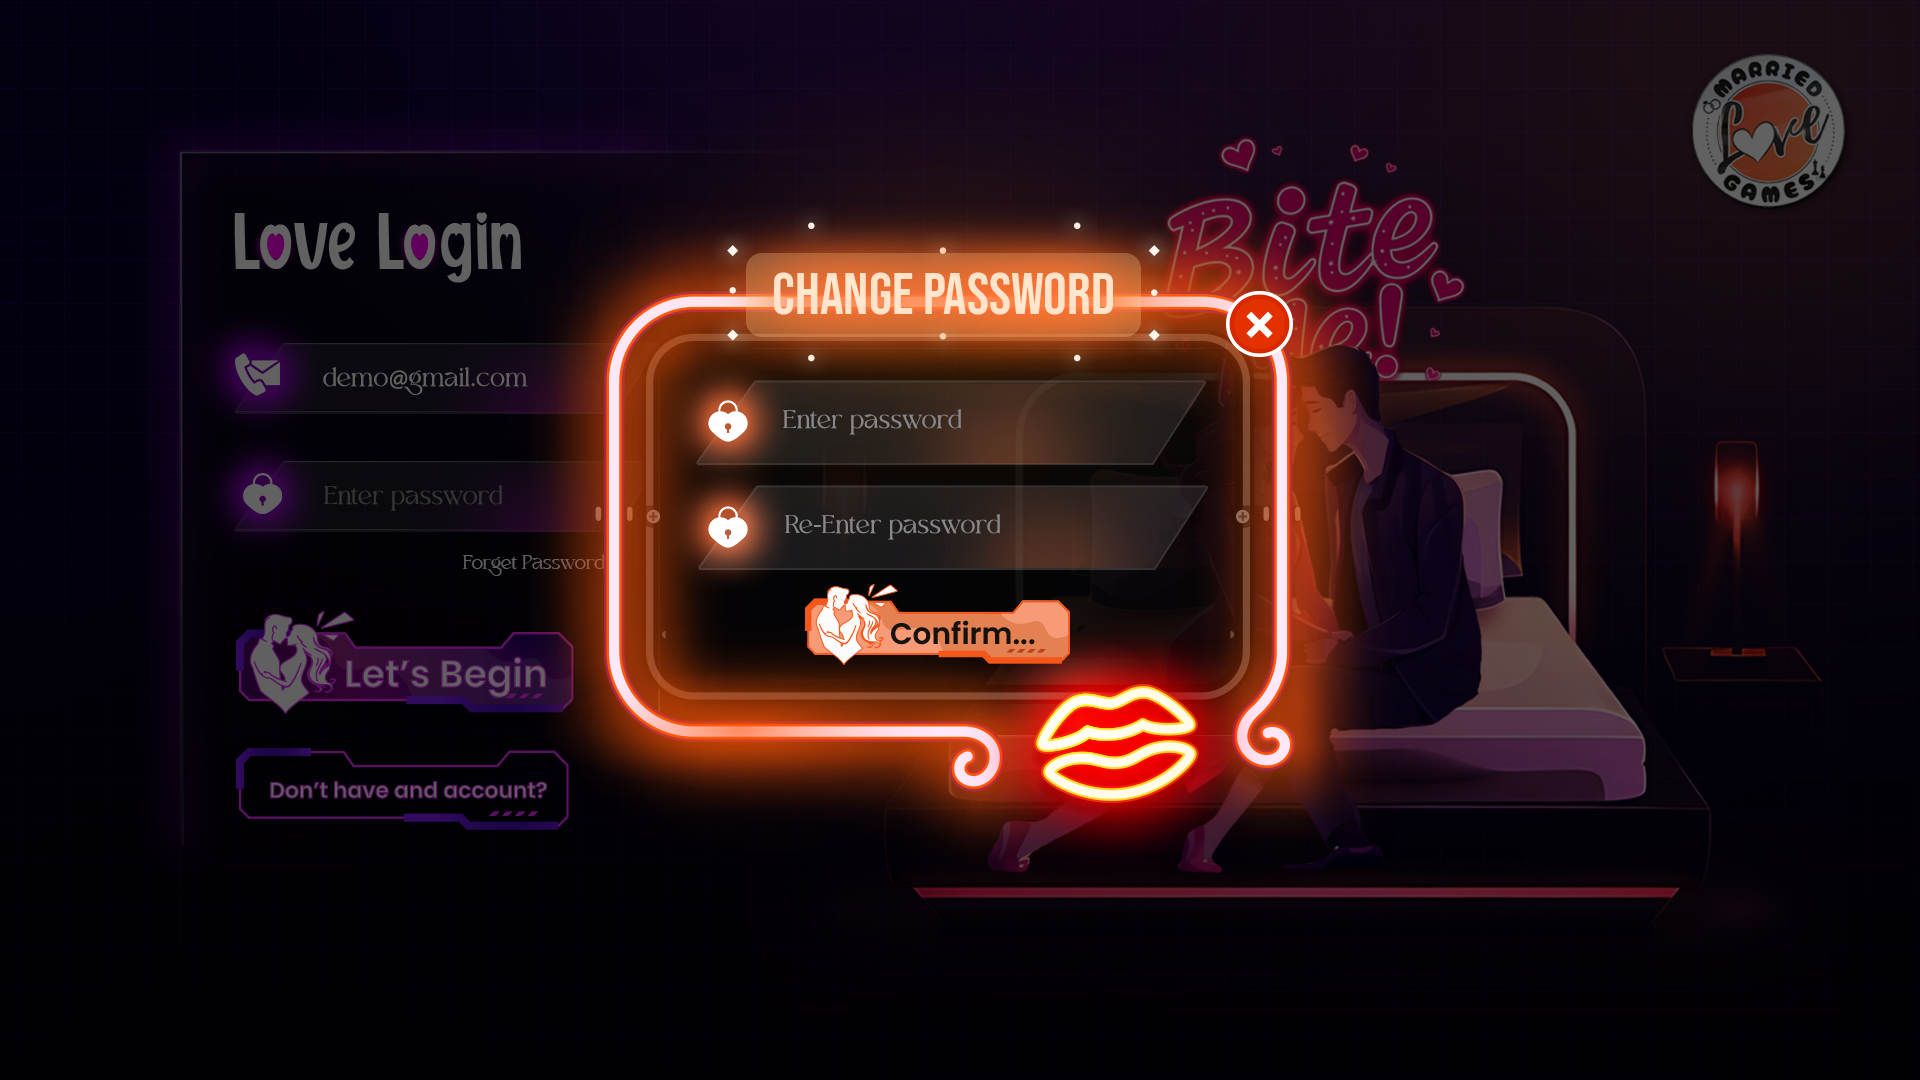 MARRIED
Love
GAMES
Bite
Me!
Love Login
demo@gmail.com
Enter password
Forget Password
Let's Begin
Don't have and account?
CHANGE PASSWORD
Enter password
Re-Enter password
Confirm...